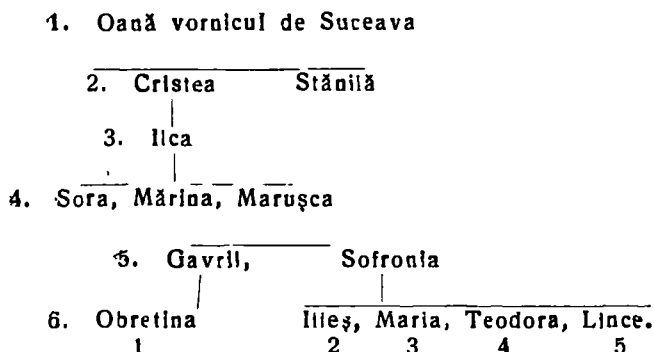 1. Oană vornicul de Suceava
2. Cristea Stănilă
3. Ilca
4. Sora, Mărina, Marușca
5. Gavril, Sofronia
6. Obretina Ilieș, Maria, Teodora, Lince.
1 2 3 4 5